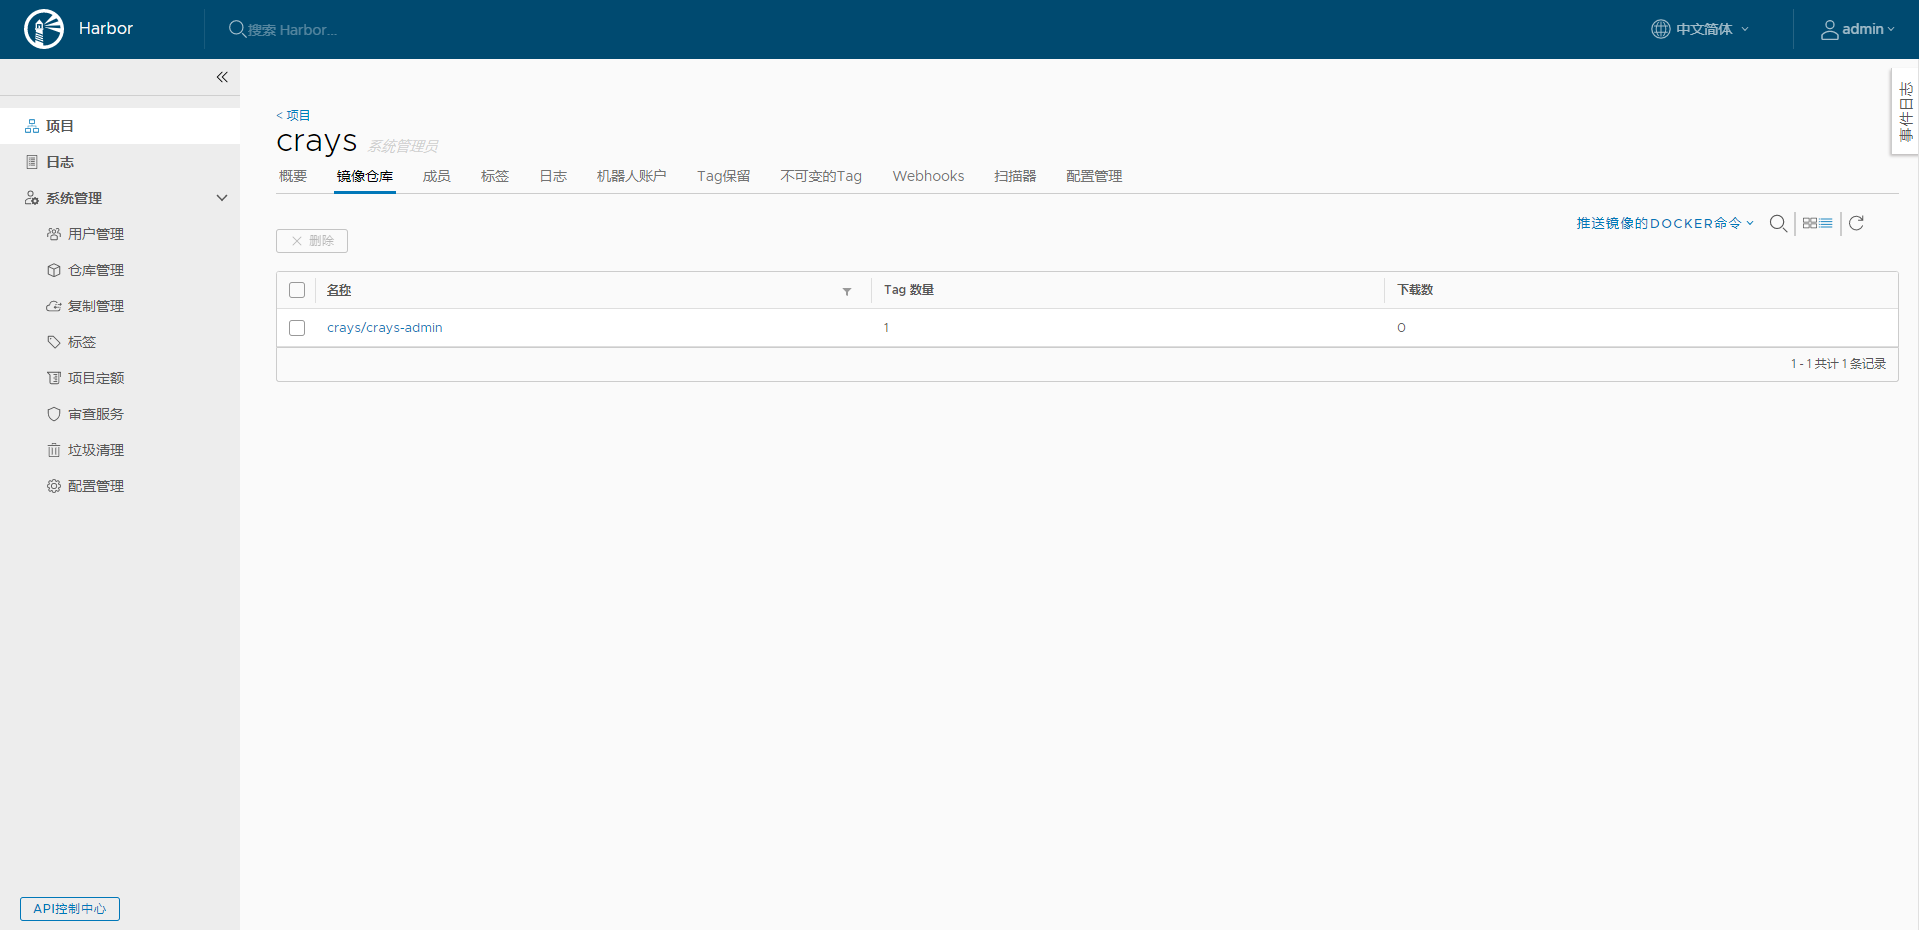 Harbor
搜索 Harbor...
中文简体
admin
事件日志
项目
日志
系统管理
用户管理
仓库管理
复制管理
标签
项目定额
审查服务
垃圾清理
配置管理
API控制中心
< 项目
crays 系统管理员
概要 镜像仓库 成员 标签 日志 机器人账户 Tag保留 不可变的Tag Webhooks 扫描器 配置管理
推送镜像的DOCKER命令
删除
名称 Tag 数量 下载数
crays/crays-admin 1 0
1 - 1 共计 1 条记录